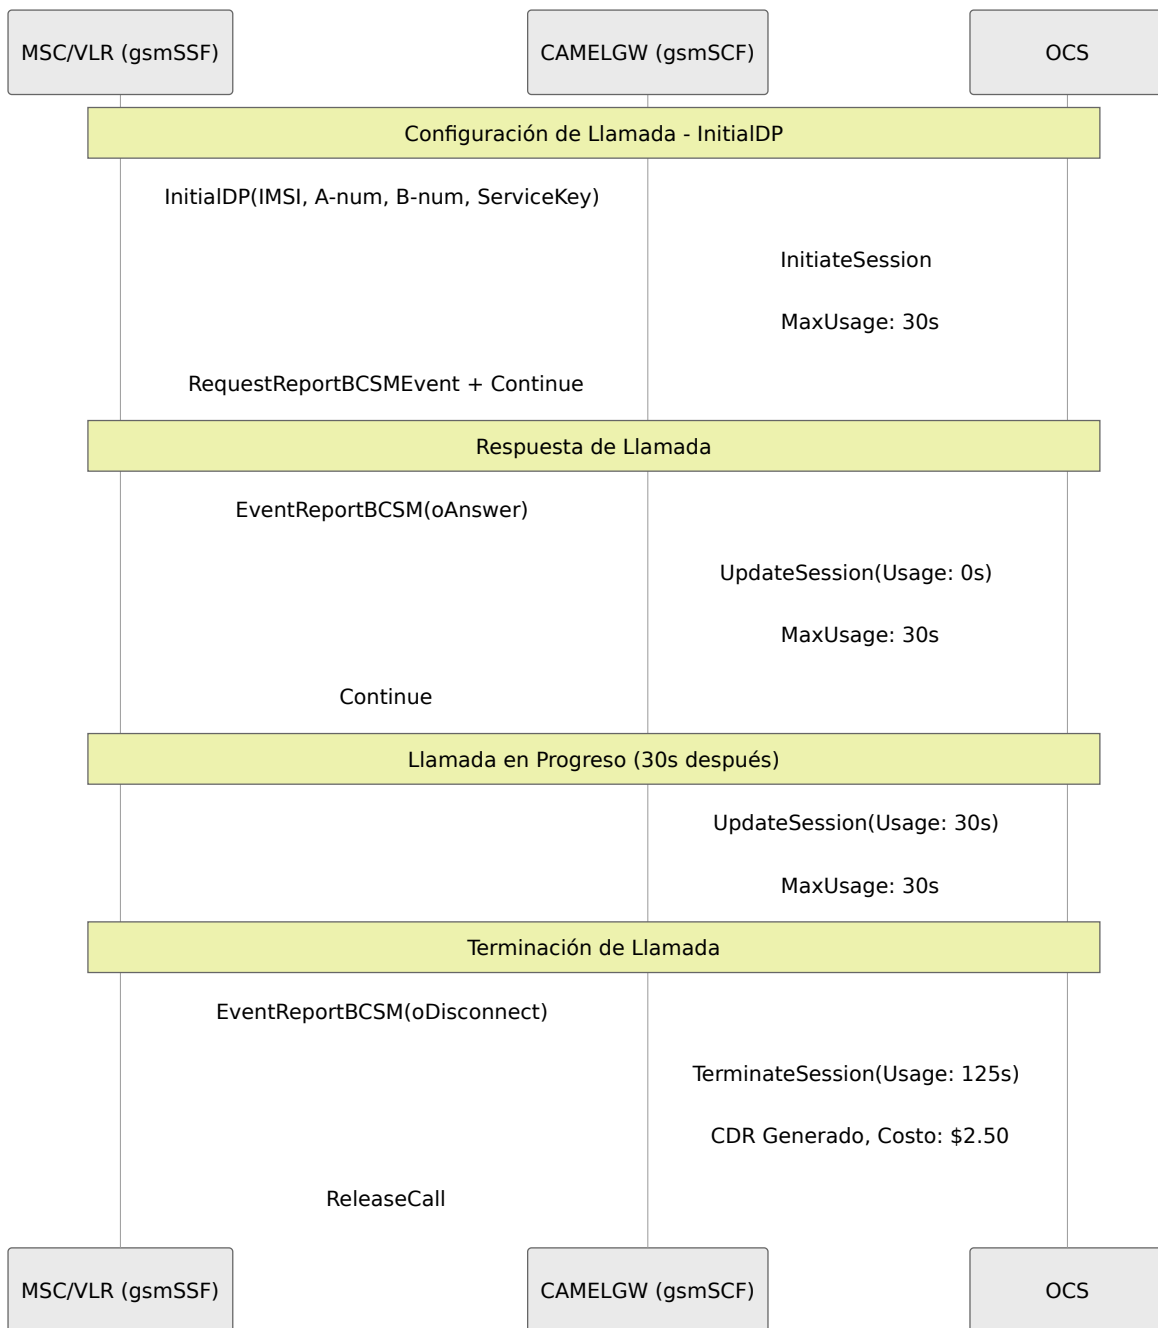 MSC/VLR (gsmSSF)
CAMELGW (gsmSCF)
OCS
Configuración de Llamada - InitialDP
InitialDP(IMSI, A-num, B-num, ServiceKey)
InitiateSession
MaxUsage: 30s
RequestReportBCSMEvent + Continue
Respuesta de Llamada
EventReportBCSM(oAnswer)
UpdateSession(Usage: 0s)
MaxUsage: 30s
Continue
Llamada en Progreso (30s después)
UpdateSession(Usage: 30s)
MaxUsage: 30s
Terminación de Llamada
EventReportBCSM(oDisconnect)
TerminateSession(Usage: 125s)
CDR Generado, Costo: $2.50
ReleaseCall
MSC/VLR (gsmSSF)
CAMELGW (gsmSCF)
OCS